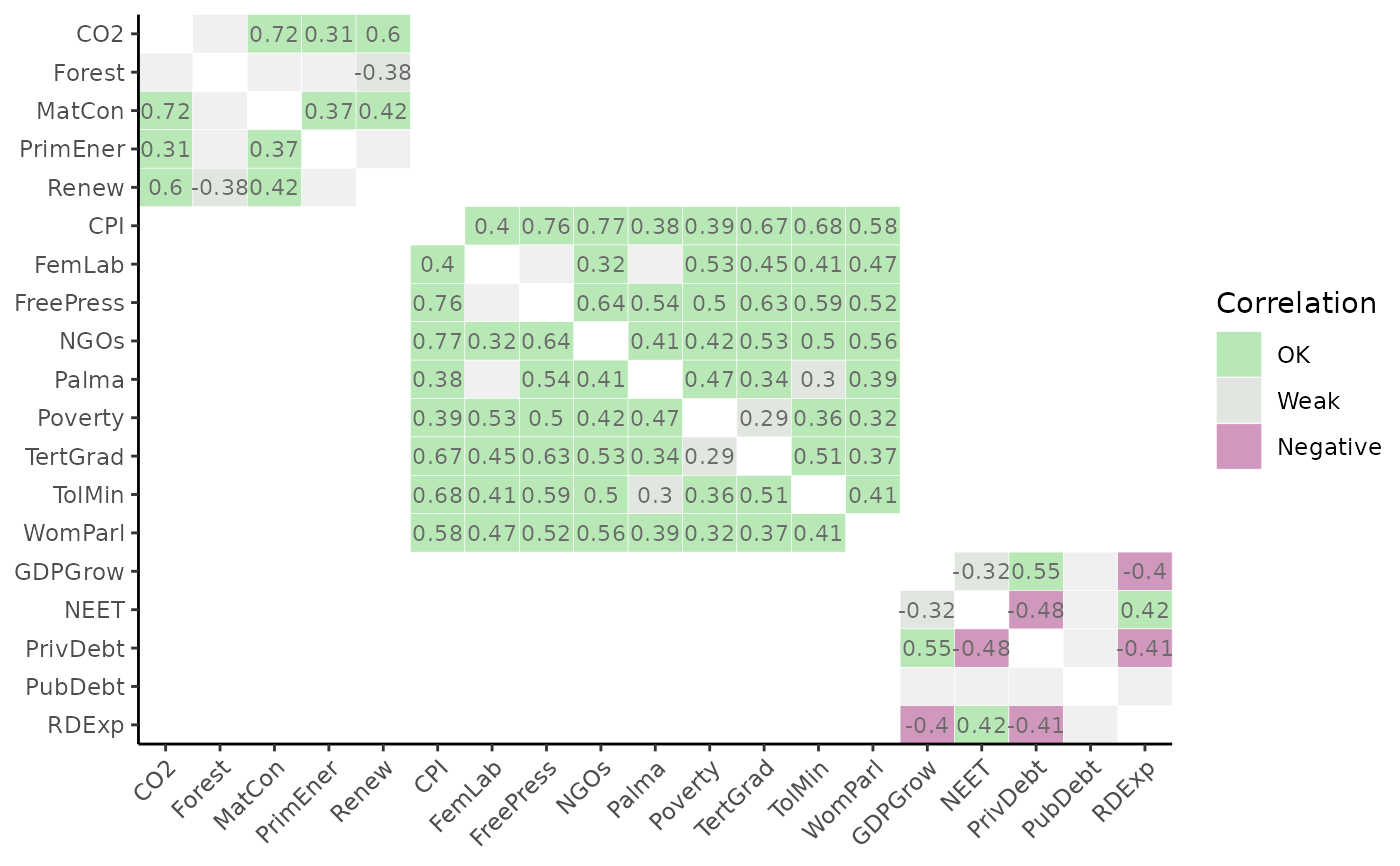 CO2 0.72 0.31 0.6
Forest -0.38
MatCon 0.72 0.37 0.42
PrimEner 0.31 0.37
Renew 0.6 -0.38 0.42
CPI 0.4 0.76 0.77 0.38 0.39 0.67 0.68 0.58
FemLab 0.4 0.32 0.53 0.45 0.41 0.47
FreePress 0.76 0.64 0.54 0.5 0.63 0.59 0.52
NGOs 0.77 0.32 0.64 0.41 0.42 0.53 0.5 0.56
Palma 0.38 0.54 0.41 0.47 0.34 0.3 0.39
Poverty 0.39 0.53 0.5 0.42 0.47 0.29 0.36 0.32
TertGrad 0.67 0.45 0.63 0.53 0.34 0.29 0.51 0.37
TolMin 0.68 0.41 0.59 0.5 0.3 0.36 0.51 0.41
WomParl 0.58 0.47 0.52 0.56 0.39 0.32 0.37 0.41
GDPGrow -0.32 0.55 -0.4
NEET -0.32 -0.48 0.42
PrivDebt 0.55 -0.48 -0.41
PubDebt
RDExp -0.4 0.42 -0.41
CO2 Forest MatCon PrimEner Renew CPI FemLab FreePress NGOs Palma Poverty TertGrad TolMin WomParl GDPGrow NEET PrivDebt PubDebt RDExp
Correlation
OK
Weak
Negative